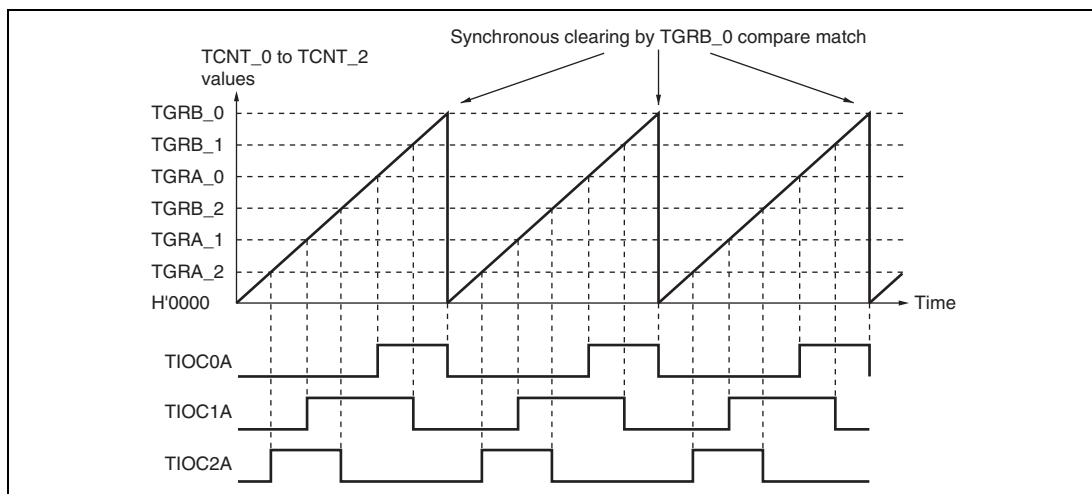 Synchronous clearing by TGRB_0 compare match
TCNT_0 to TCNT_2
values
TGRB_0
TGRB_1
TGRA_0
TGRB_2
TGRA_1
TGRA_2
H'0000
Time
TIOC0A
TIOC1A
TIOC2A